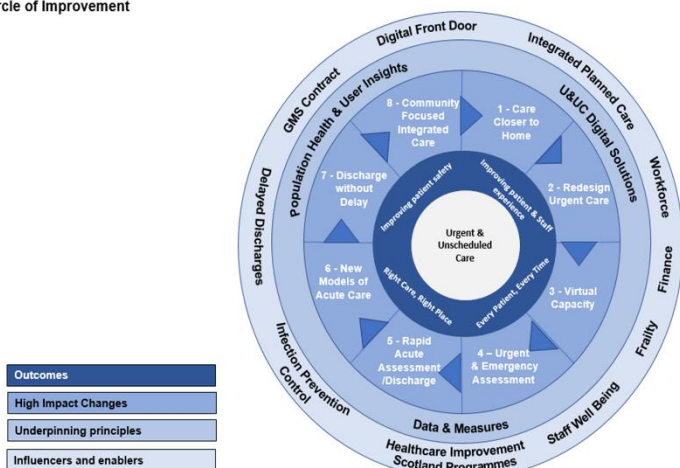 rcle of Improvement
Digital Front Door
Integrated Planned Care
Workforce
Finance
Frailty
Staff Well Being
Healthcare Improvement
Scotland Programmes
Infection Prevention
Control
Delayed Discharges
GMS Contract
Population Health & User Insights
U&UC Digital Solutions
Data & Measures
1 - Care
Closer to
Home
2 - Redesign
Urgent Care
3 - Virtual
Capacity
4 – Urgent
& Emergency
Assessment
5 - Rapid
Acute
Assessment
/Discharge
6 - New
Models of
Acute Care
7 - Discharge
without
Delay
8 - Community
Focused
Integrated
Care
Improving patient safety
Improving patient & Staff
experience
Every Patient, Every Time
Right Care, Right Place
Urgent &
Unscheduled
Care
Outcomes
High Impact Changes
Underpinning principles
Influencers and enablers